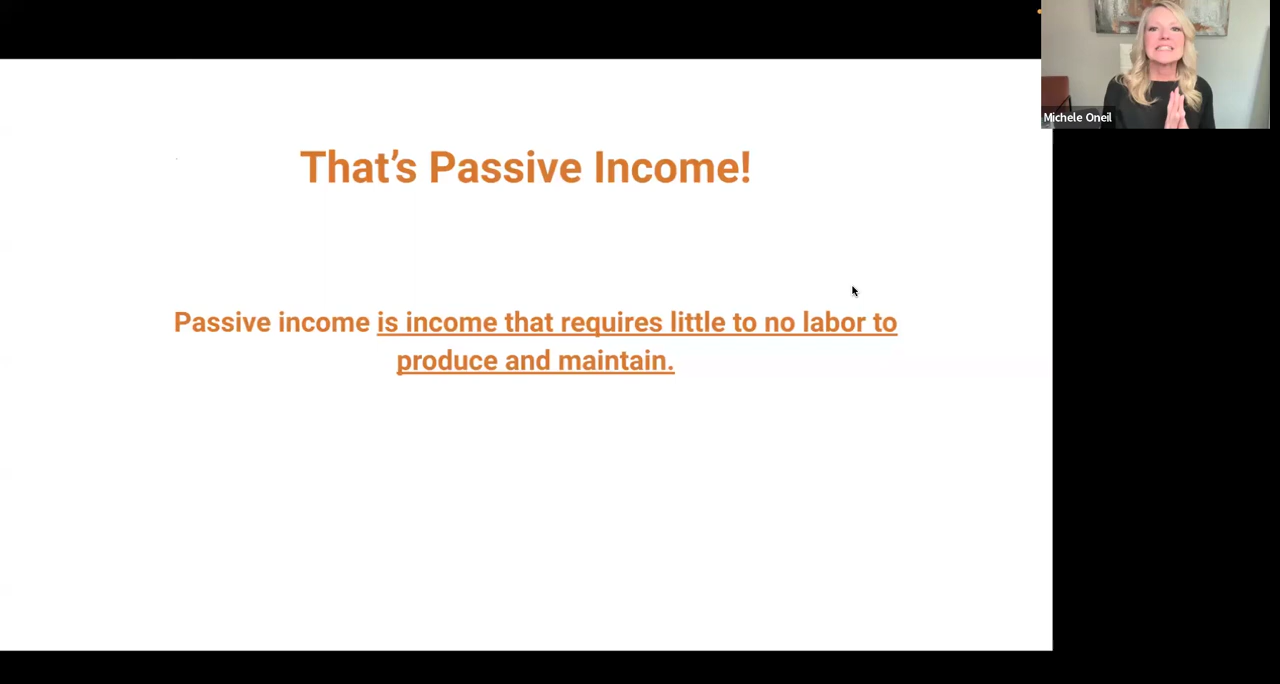 Michele Oneil
That’s Passive Income!
Passive income is income that requires little to no labor to
produce and maintain.